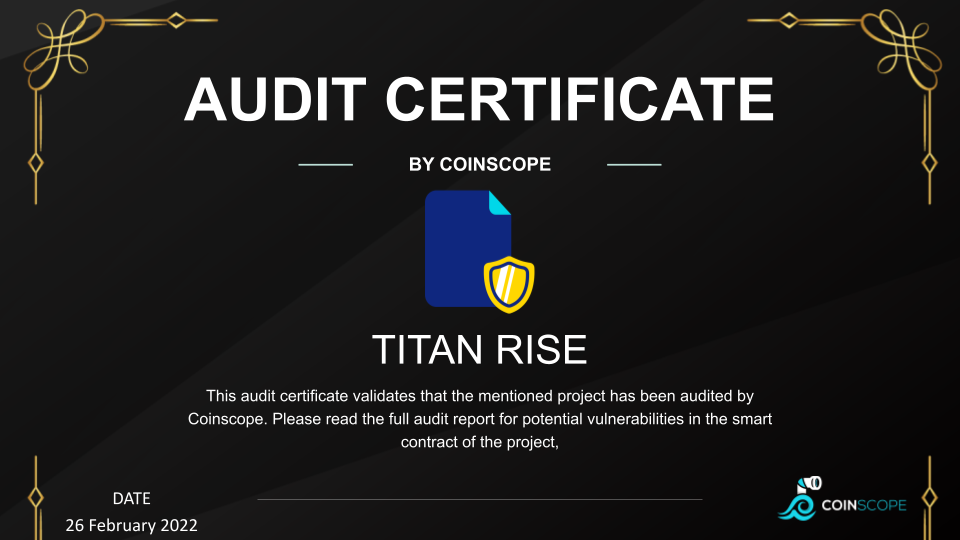 AUDIT CERTIFICATE
BY COINSCOPE
TITAN RISE
This audit certificate validates that the mentioned project has been audited by
Coinscope. Please read the full audit report for potential vulnerabilities in the smart
contract of the project,
DATE
26 February 2022
COINSCOPE